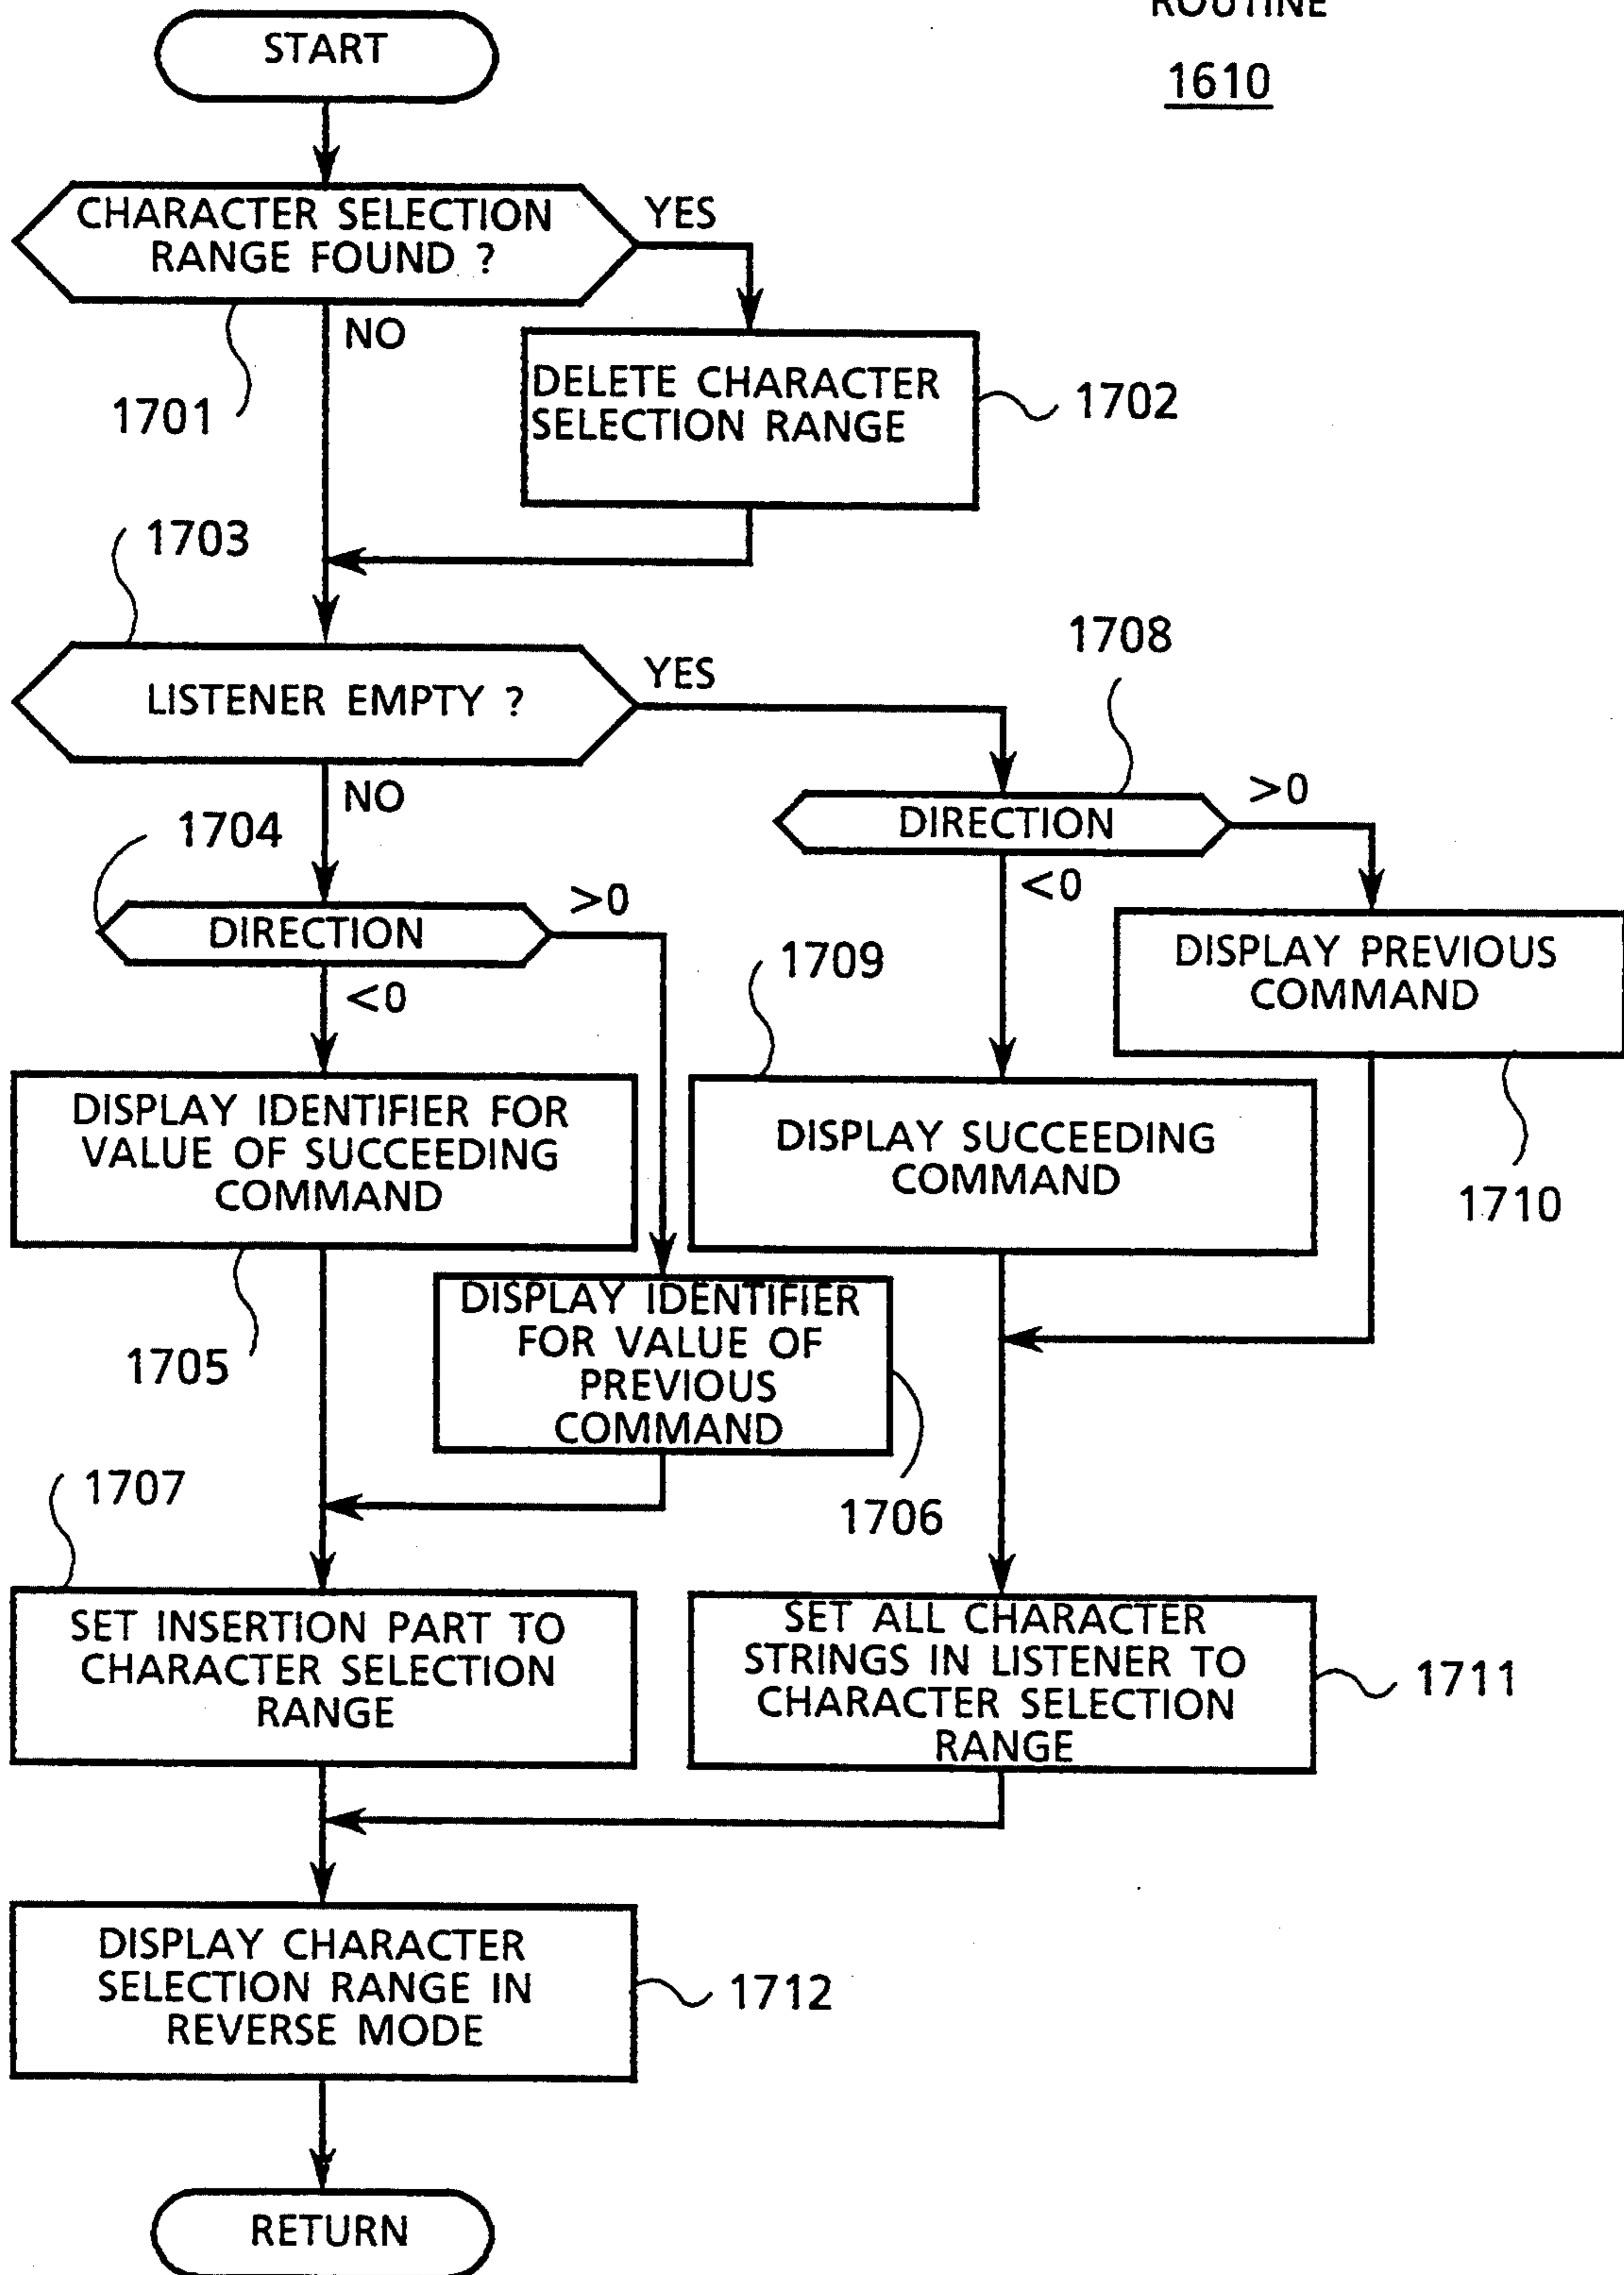 ROUTINE
1610
START
CHARACTER SELECTION
RANGE FOUND ?
YES
NO
1701
DELETE CHARACTER
SELECTION RANGE
1702
1703
LISTENER EMPTY ?
YES
NO
1708
DIRECTION
>0
<0
1704
DIRECTION
>0
<0
DISPLAY PREVIOUS
COMMAND
1710
1709
DISPLAY SUCCEEDING
COMMAND
DISPLAY IDENTIFIER FOR
VALUE OF SUCCEEDING
COMMAND
1705
DISPLAY IDENTIFIER
FOR VALUE OF
PREVIOUS
COMMAND
1706
1707
SET INSERTION PART TO
CHARACTER SELECTION
RANGE
SET ALL CHARACTER
STRINGS IN LISTENER TO
CHARACTER SELECTION
RANGE
1711
DISPLAY CHARACTER
SELECTION RANGE IN
REVERSE MODE
1712
RETURN